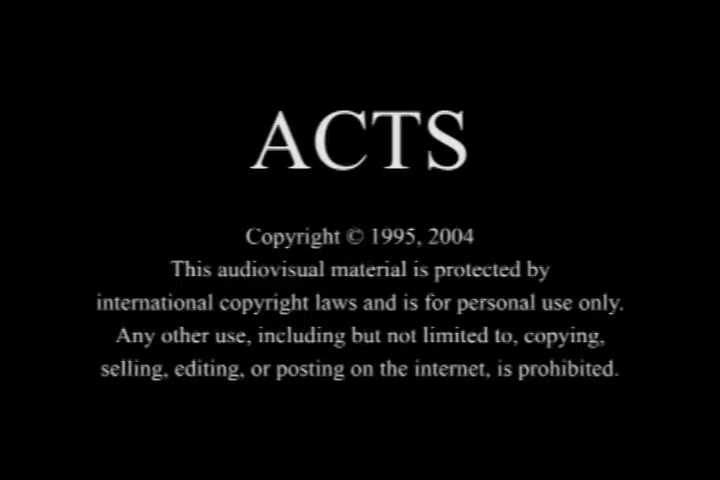 ACTS
Copyright © 1995, 2004
This audiovisual material is protected by
international copyright laws and is for personal use only.
Any other use, including but not limited to, copying,
selling, editing, or posting on the internet, is prohibited.